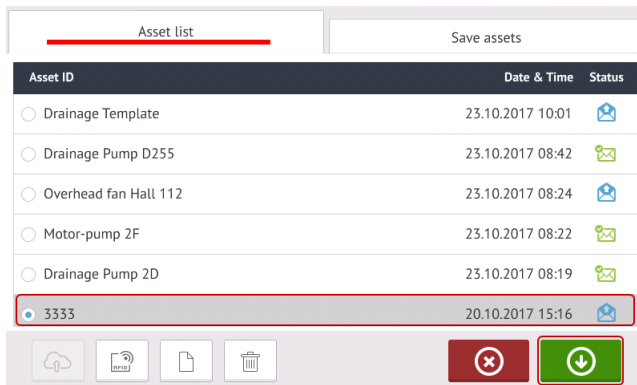 Asset list
Save assets
Asset ID Date & Time Status
Drainage Template 23.10.2017 10:01
Drainage Pump D255 23.10.2017 08:42
Overhead fan Hall 112 23.10.2017 08:24
Motor-pump 2F 23.10.2017 08:22
Drainage Pump 2D 23.10.2017 08:19
3333 20.10.2017 15:16
RFID